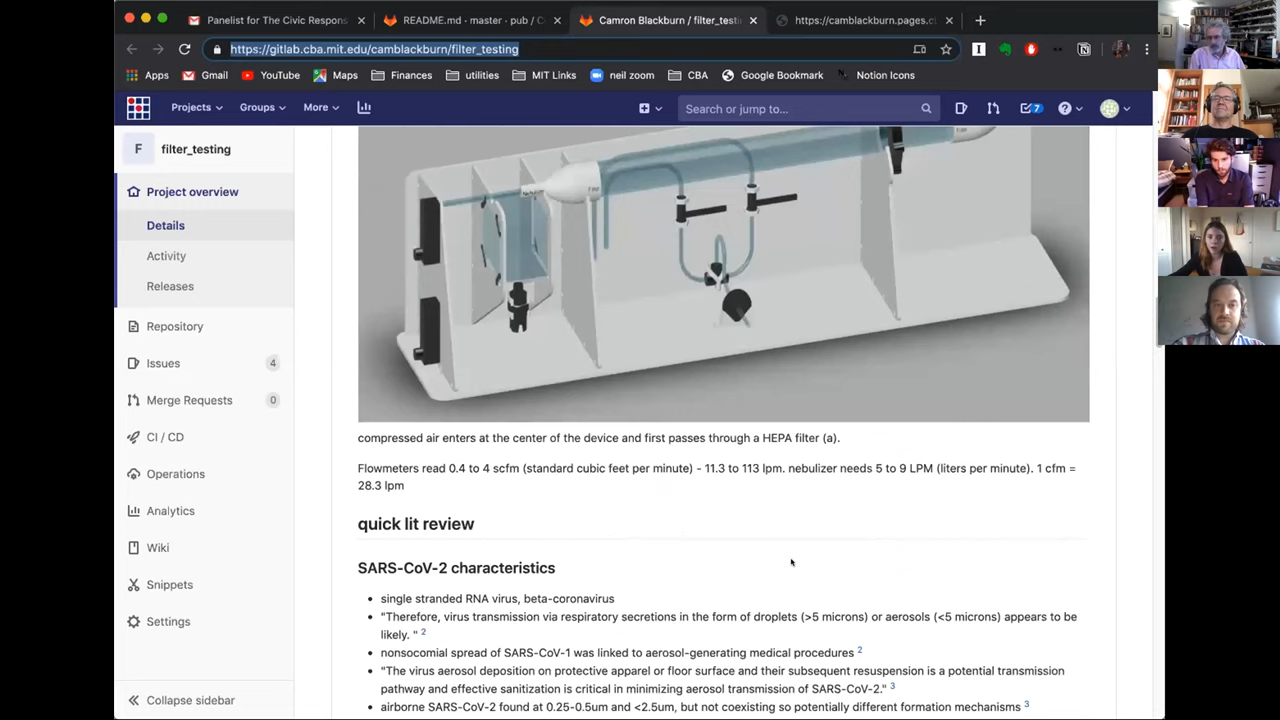 Panelist for The Civic Respons
README.md - master - pub / C
Camron Blackburn / filter_testi
https://camblackburn.pages.c
https://gitlab.cba.mit.edu/camblackburn/filter_testing
Apps
Gmail
YouTube
Maps
Finances
utilities
MIT Links
neil zoom
CBA
Google Bookmark
Notion Icons
Projects
Groups
More
Search or jump to...
7
F
filter_testing
Project overview
Details
Activity
Releases
Repository
Issues
4
Merge Requests
0
CI / CD
Operations
Analytics
Wiki
Snippets
Settings
Collapse sidebar
compressed air enters at the center of the device and first passes through a HEPA filter (a).
Flowmeters read 0.4 to 4 scfm (standard cubic feet per minute) - 11.3 to 113 lpm. nebulizer needs 5 to 9 LPM (liters per minute). 1 cfm =
28.3 lpm
quick lit review
SARS-CoV-2 characteristics
single stranded RNA virus, beta-coronavirus
"Therefore, virus transmission via respiratory secretions in the form of droplets (>5 microns) or aerosols (<5 microns) appears to be
likely. " 2
nonsocomial spread of SARS-CoV-1 was linked to aerosol-generating medical procedures 2
"The virus aerosol deposition on protective apparel or floor surface and their subsequent resuspension is a potential transmission
pathway and effective sanitization is critical in minimizing aerosol transmission of SARS-CoV-2." 3
airborne SARS-CoV-2 found at 0.25-0.5um and <2.5um, but not coexisting so potentially different formation mechanisms 3